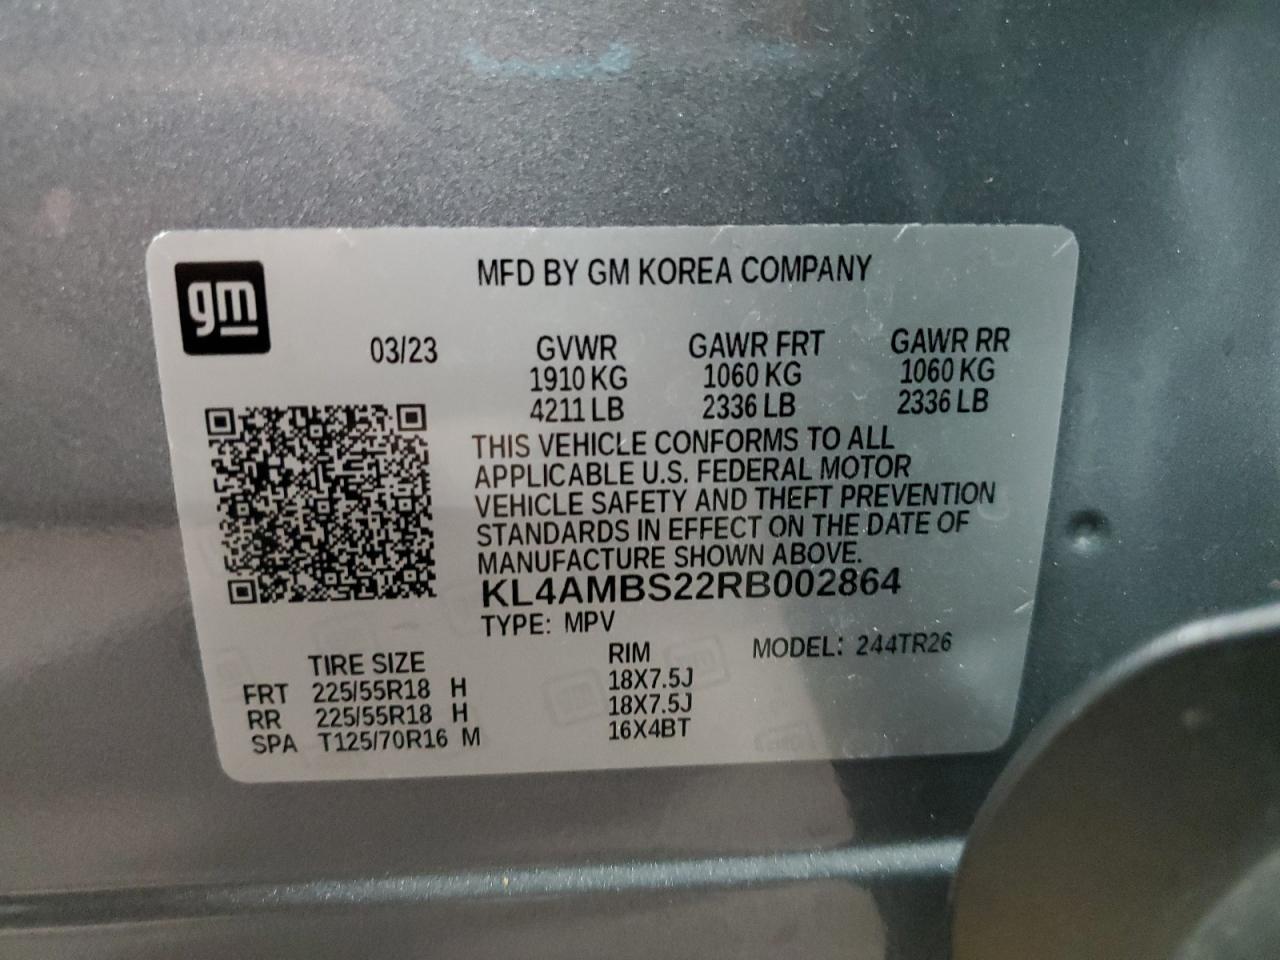 gm
MFD BY GM KOREA COMPANY
03/23 GVWR GAWR FRT GAWR RR
1910 KG 1060 KG 1060 KG
4211 LB 2336 LB 2336 LB
THIS VEHICLE CONFORMS TO ALL
APPLICABLE U.S. FEDERAL MOTOR
VEHICLE SAFETY AND THEFT PREVENTION
STANDARDS IN EFFECT ON THE DATE OF
MANUFACTURE SHOWN ABOVE.
KL4AMBS22RB002864
TYPE: MPV
MODEL: 244TR26
TIRE SIZE RIM
FRT 225/55R18 H 18X7.5J
RR 225/55R18 H 18X7.5J
SPA T125/70R16 M 16X4BT